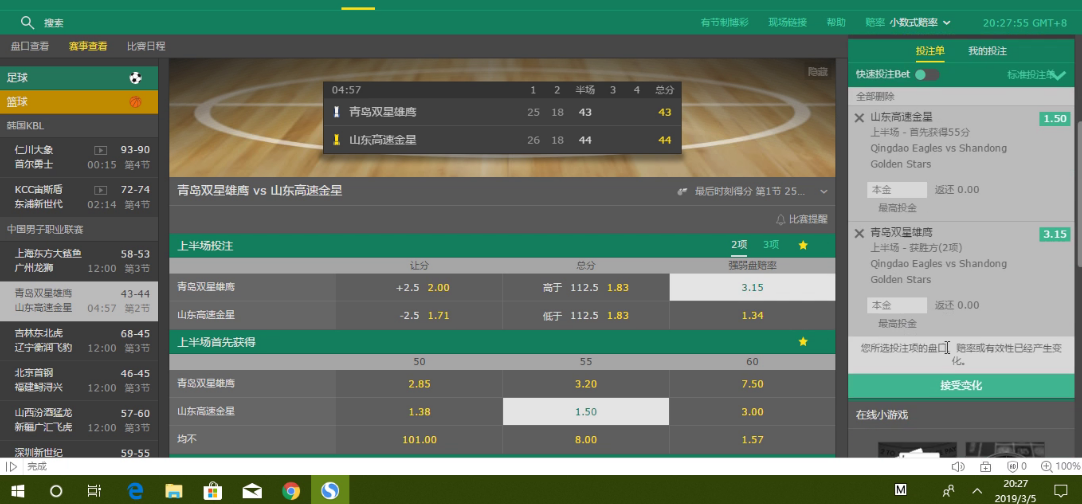 搜索
有节制博彩 现场链接 帮助 赔率 小数式赔率 20:27:55 GMT+8
盘口查看 赛事查看 比赛日程
投注单 我的投注
快速投注Bet 标准投注单
全部删除
足球
篮球
韩国KBL
仁川大象 93-90
首尔勇士 00:15 第4节
KCC宙斯盾 72-74
东浦新世代 02:14 第4节
中国男子职业联赛
上海东方大鲨鱼 58-53
广州龙狮 12:00 第3节
青岛双星雄鹰 43-44
山东高速金星 04:57 第2节
吉林东北虎 68-45
辽宁衡润飞豹 12:00 第3节
北京首钢 46-45
福建鲟浔兴 12:00 第3节
山西汾酒猛龙 57-60
新疆广汇飞虎 12:00 第3节
深圳新世纪 59-55
隐藏
04:57 1 2 半场 3 4 总分
青岛双星雄鹰 25 18 43 43
山东高速金星 26 18 44 44
青岛双星雄鹰 vs 山东高速金星 最后时刻得分 第1节 25...
比赛提醒
上半场投注 2项 3项
让分 总分 强弱盘赔率
青岛双星雄鹰 +2.5 2.00 高于 112.5 1.83 3.15
山东高速金星 -2.5 1.71 低于 112.5 1.83 1.34
上半场首先获得
50 55 60
青岛双星雄鹰 2.85 3.20 7.50
山东高速金星 1.38 1.50 3.00
均不 101.00 8.00 1.57
山东高速金星 1.50
上半场 - 首先获得55分
Qingdao Eagles vs Shandong
Golden Stars
本金 返还 0.00
最高投金
青岛双星雄鹰 3.15
上半场 - 获胜方(2项)
Qingdao Eagles vs Shandong
Golden Stars
本金 返还 0.00
最高投金
您所选投注项的盘口 赔率或有效性已经产生变
化。
接受变化
在线小游戏
完成 0 100%
M 20:27
2019/3/5